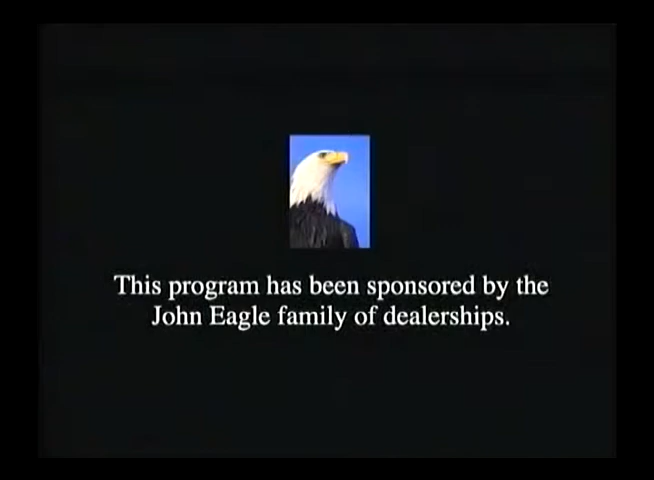 This program has been sponsored by the
John Eagle family of dealerships.